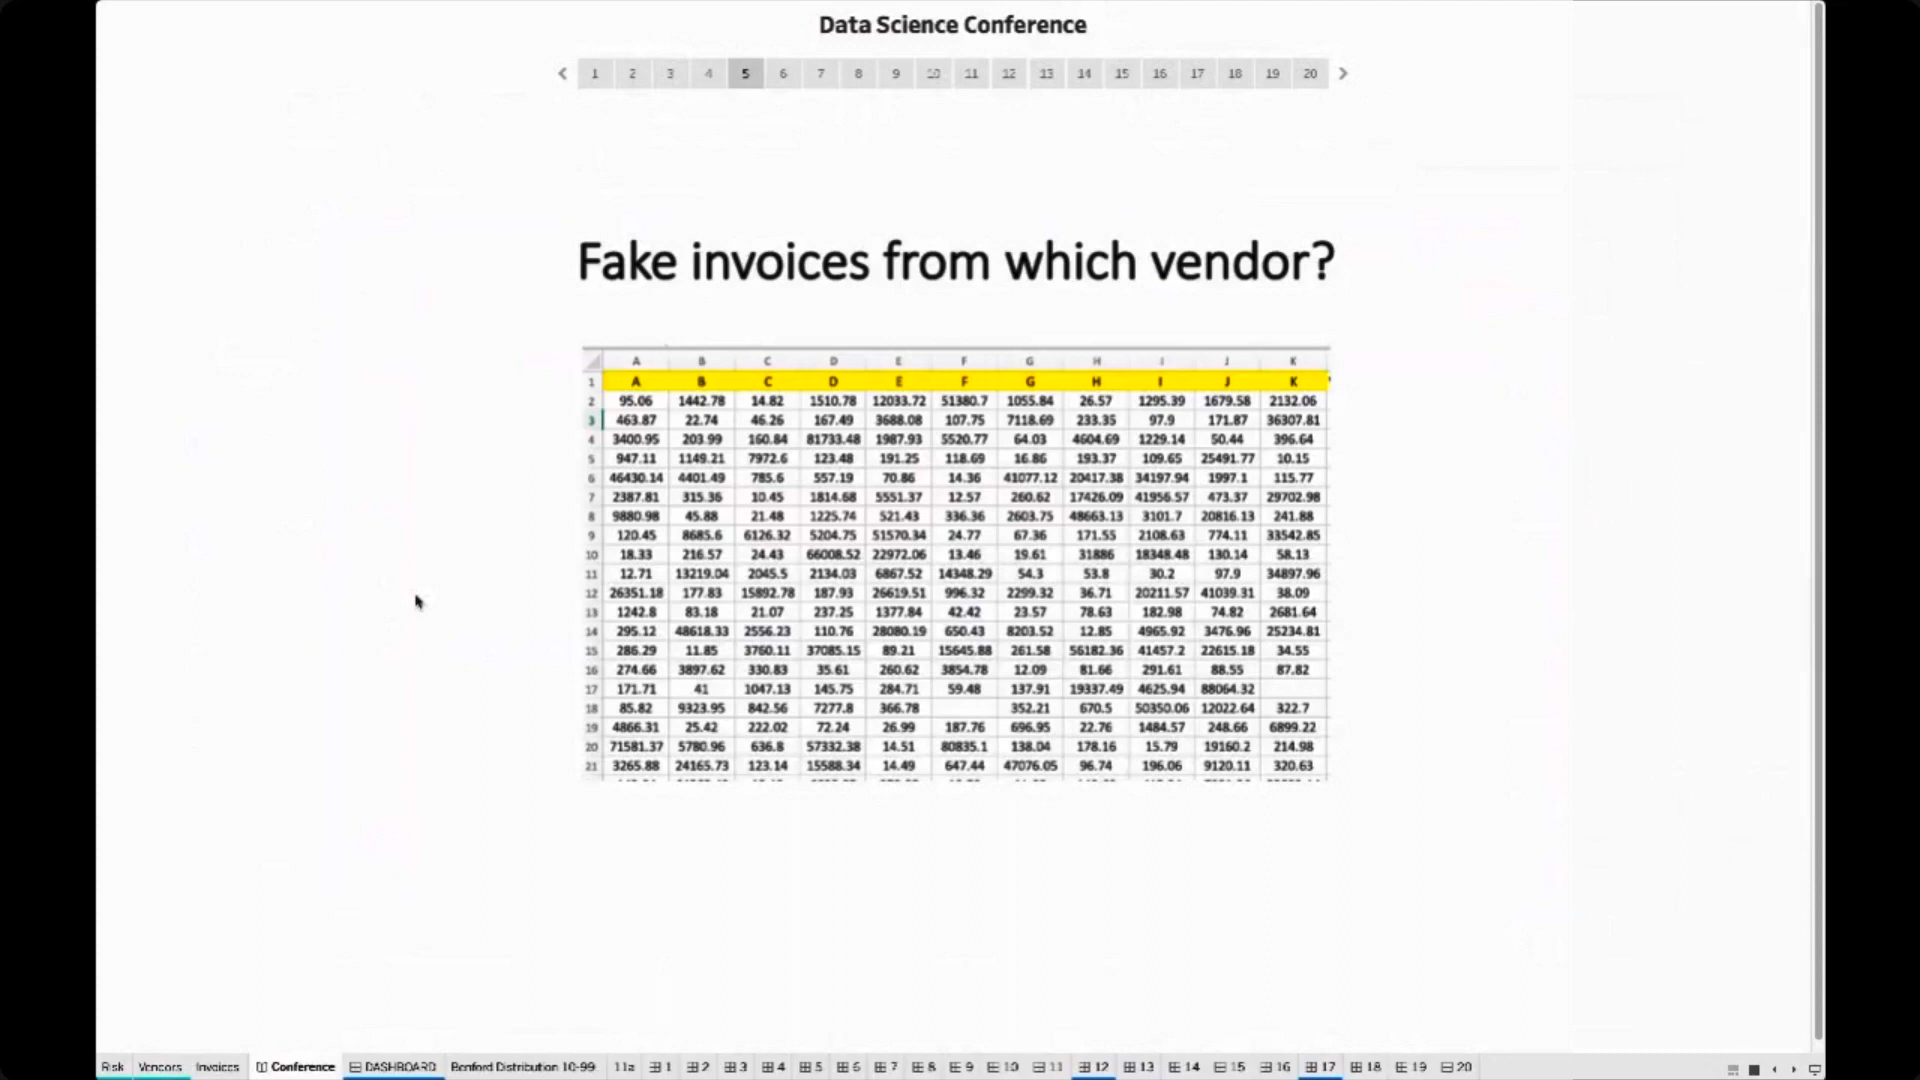 Data Science Conference
1 2 3 4 5 6 7 8 9 10 11 12 13 14 15 16 17 18 19 20
Fake invoices from which vendor?
A B C D E F G H I J K
1 A B C D E F G H I J K
2 95.06 1442.78 14.82 1510.78 12033.72 51380.7 1055.84 26.57 1295.39 1679.58 2132.06
3 463.87 22.74 46.26 167.49 3688.08 107.75 7118.69 233.35 97.9 171.87 36307.81
4 3400.95 203.99 160.84 81733.48 1987.93 5520.77 64.03 4604.69 1229.14 50.44 396.64
5 947.11 1149.21 7972.6 123.48 191.25 118.69 16.86 193.37 109.65 25491.77 10.15
6 46430.14 4401.49 785.6 557.19 70.86 14.36 41077.12 20417.38 34197.94 1997.1 115.77
7 2387.81 315.36 10.45 1814.68 5551.37 12.57 260.62 17426.09 41956.57 473.37 29702.98
8 9880.98 45.88 21.48 1225.74 521.43 336.36 2603.75 48663.13 3101.7 20816.13 241.88
9 120.45 8685.6 6126.32 5204.75 51570.34 24.77 67.36 171.55 2108.63 774.11 33542.85
10 18.33 216.57 24.43 66008.52 22972.06 13.46 19.61 31886 18348.48 130.14 58.13
11 12.71 13219.04 2045.5 2134.03 6867.52 14348.29 54.3 53.8 30.2 97.9 34897.96
12 26351.18 177.83 15892.78 187.93 26619.51 996.32 2299.32 36.71 20211.57 41039.31 38.09
13 1242.8 83.18 21.07 237.25 1377.84 42.42 23.57 78.63 182.98 74.82 2681.64
14 295.12 48618.33 2556.23 110.76 28080.19 650.43 8203.52 12.85 4965.92 3476.96 25234.81
15 286.29 11.85 3760.11 37085.15 89.21 15645.88 261.58 56182.36 41457.2 22615.18 34.55
16 274.66 3897.62 330.83 35.61 260.62 3854.78 12.09 81.66 291.61 88.55 87.82
17 171.71 41 1047.13 145.75 284.71 59.48 137.91 19337.49 4625.94 88064.32
18 85.82 9323.95 842.56 7277.8 366.78 352.21 670.5 50350.06 12022.64 322.7
19 4866.31 25.42 222.02 72.24 26.99 187.76 696.95 22.76 1484.57 248.66 6899.22
20 71581.37 5780.96 636.8 57332.38 14.51 80835.1 138.04 178.16 15.79 19160.2 214.98
21 3265.88 24165.73 123.14 15588.34 14.49 647.44 47076.05 96.74 196.06 9120.11 320.63
Risk Vendors Invoices Conference DASHBOARD Benford Distribution 10-99 11a 1 2 3 4 5 6 7 8 9 10 11 12 13 14 15 16 17 18 19 20